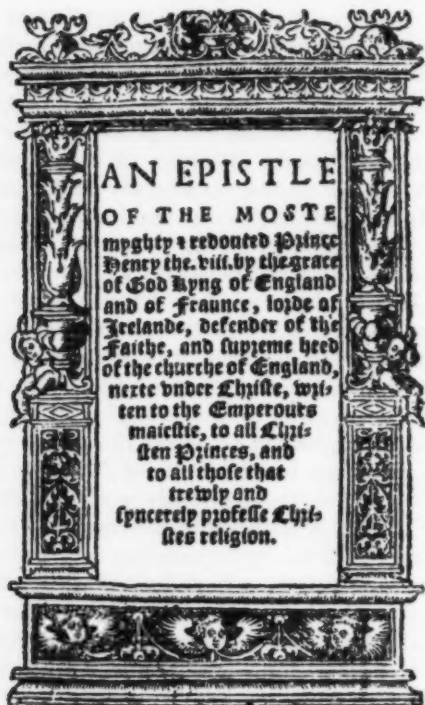 AN EPISTLE
OF THE MOSTE
myghty & redouted Prince
Henry the .viii. by the grace
of God kyng of England
and of Fraunce, lorde of
Irelande, defender of the
Faithe, and supreme heed
of the churche of England,
nexte vnder Christe, wri-
ten to the Emperours
maiestie, to all Chri-
sten Princes, and
to all those that
trewly and
syncerely professe Chri-
stes religion.